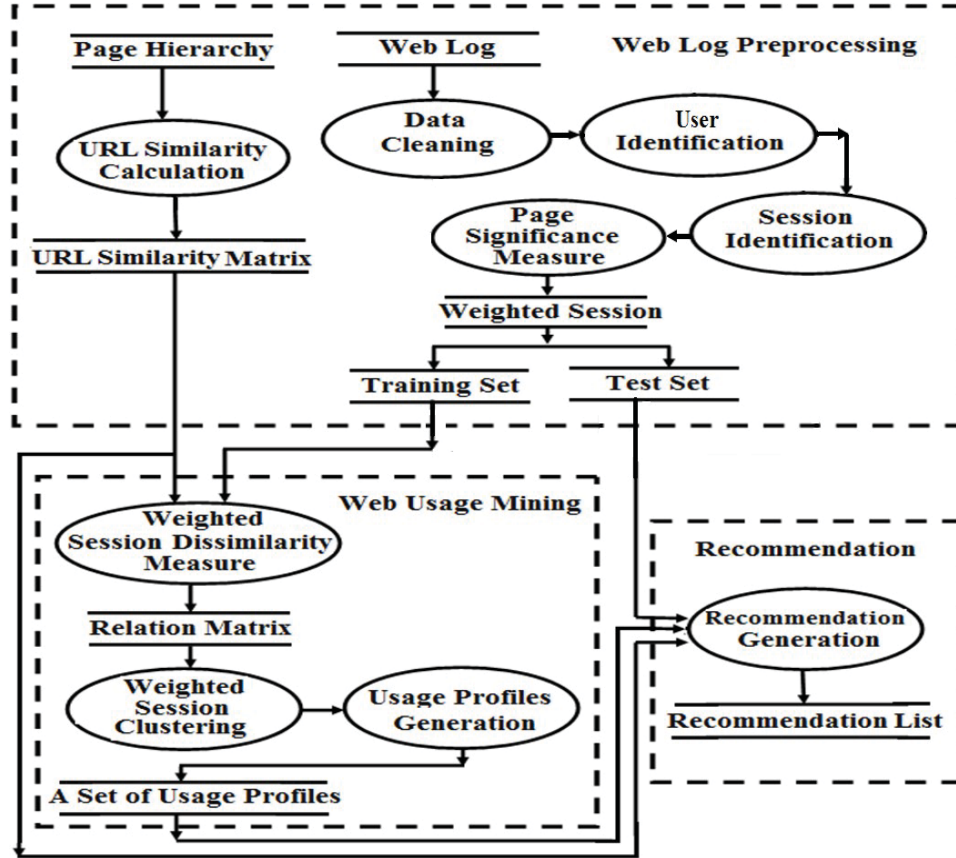 Page Hierarchy
Web Log
Web Log Preprocessing
Data
Cleaning
User
Identification
URL Similarity
Calculation
Page
Significance
Measure
Session
Identification
URL Similarity Matrix
Weighted Session
Training Set
Test Set
Web Usage Mining
Weighted
Session Dissimilarity
Measure
Recommendation
Relation Matrix
Recommendation
Generation
Weighted
Session
Clustering
Usage Profiles
Generation
Recommendation List
A Set of Usage Profiles